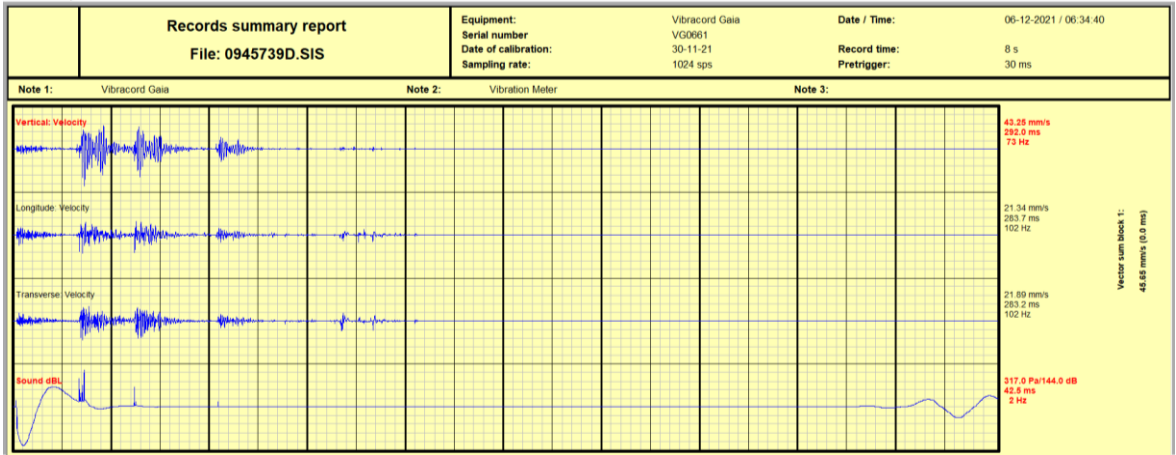 Records summary report
File: 0945739D.SIS
Equipment: Vibracord Gaia Date / Time: 06-12-2021 / 06:34:40
Serial number VG0661
Date of calibration: 30-11-21 Record time: 8 s
Sampling rate: 1024 sps Pretrigger: 30 ms
Note 1: Vibracord Gaia Note 2: Vibration Meter Note 3:
Vertical: Velocity
43.25 mm/s
292.0 ms
73 Hz
Longitude: Velocity
21.34 mm/s
263.7 ms
102 Hz
Transverse: Velocity
21.89 mm/s
283.2 ms
102 Hz
Sound dBL
317.0 Pa/144.0 dB
42.5 ms
2 Hz
Vector sum block 1:
45.65 mm/s (0.0 ms)